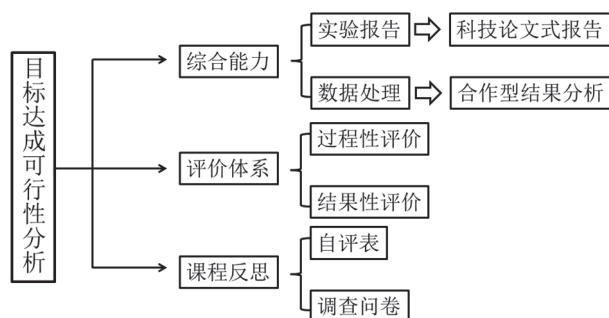 目标达成可行性分析
综合能力
实验报告
科技论文式报告
数据处理
合作型结果分析
评价体系
过程性评价
结果性评价
课程反思
自评表
调查问卷